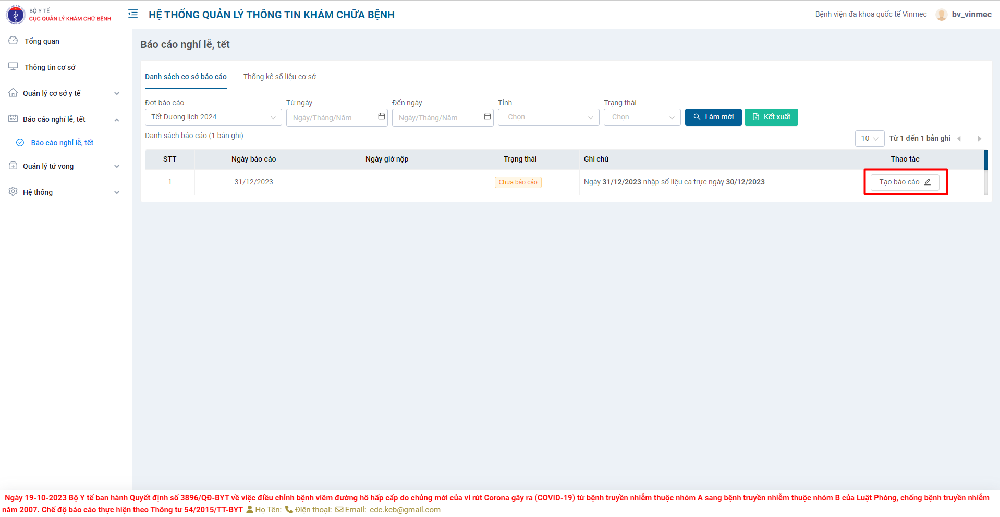 BỘ Y TẾ
CỤC QUẢN LÝ KHÁM CHỮ BỆNH
HỆ THỐNG QUẢN LÝ THÔNG TIN KHÁM CHỮA BỆNH
Bệnh viện đa khoa quốc tế Vinmec
bv_vinmec
Tổng quan
Thông tin cơ sở
Quản lý cơ sở y tế
Báo cáo nghỉ lễ, tết
Báo cáo nghỉ lễ, tết
Quản lý tử vong
Hệ thống
Báo cáo nghỉ lễ, tết
Danh sách cơ sở báo cáo
Thống kê số liệu cơ sở
Đợt báo cáo
Từ ngày
Đến ngày
Tỉnh
Trạng thái
Tết Dương lịch 2024
Ngày/Tháng/Năm
Ngày/Tháng/Năm
- Chọn -
-Chọn-
Làm mới
Kết xuất
Danh sách báo cáo (1 bản ghi)
10
Từ 1 đến 1 bản ghi
STT
Ngày báo cáo
Ngày giờ nộp
Trạng thái
Ghi chú
Thao tác
1
31/12/2023
Chưa báo cáo
Ngày 31/12/2023 nhập số liệu ca trực ngày 30/12/2023
Tạo báo cáo
Ngày 19-10-2023 Bộ Y tế ban hành Quyết định số 3896/QĐ-BYT về việc điều chỉnh bệnh viêm đường hô hấp cấp do chủng mới của vi rút Corona gây ra (COVID-19) từ bệnh truyền nhiễm thuộc nhóm A sang bệnh truyền nhiễm thuộc nhóm B của Luật Phòng, chống bệnh truyền nhiễm
năm 2007. Chế độ báo cáo thực hiện theo Thông tư 54/2015/TT-BYT Họ Tên: Điện thoại: Email: cdc.kcb@gmail.com